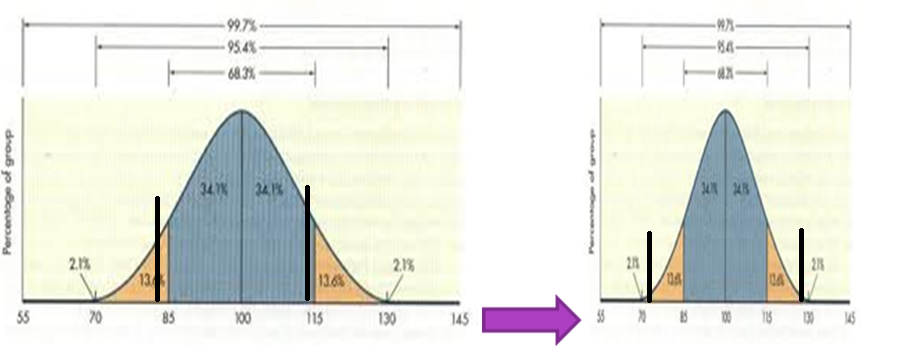 99.7%
95.4%
68.3%
Percentage of group
34.1% 34.1%
2.1% 13.6% 13.6% 2.1%
55 70 85 100 115 130 145
99.7%
95.4%
68.3%
Percentage of group
34.1% 34.1%
2.1% 13.6% 13.6% 2.1%
55 70 85 100 115 130 145